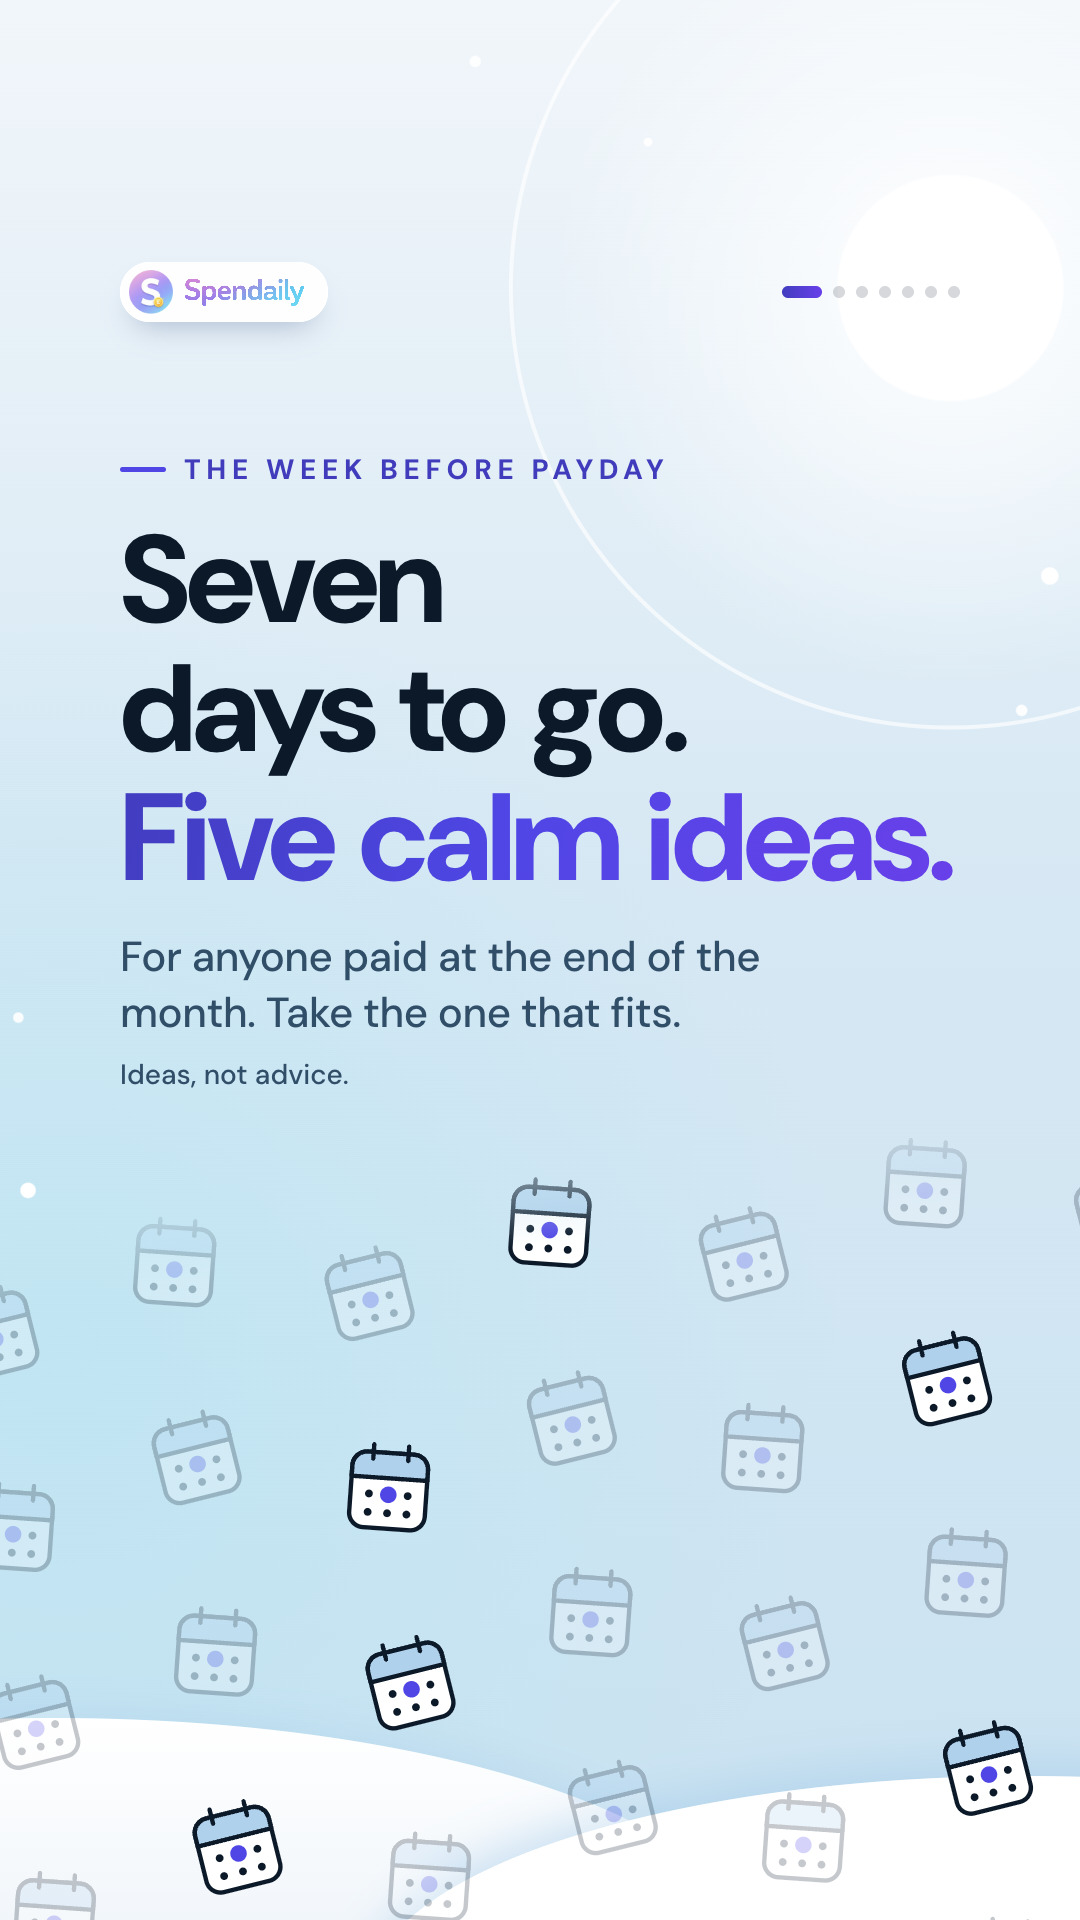 Spendaily
THE WEEK BEFORE PAYDAY
Seven
days to go.
Five calm ideas.
For anyone paid at the end of the
month. Take the one that fits.
Ideas, not advice.